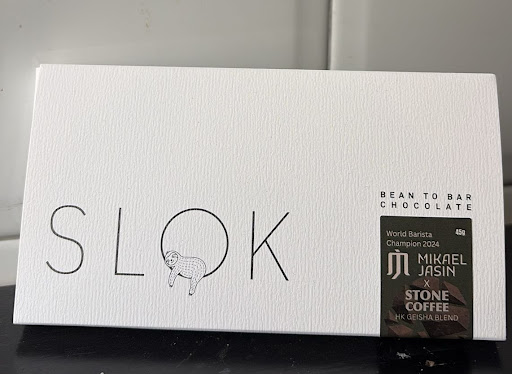 BEAN TO BAR
CHOCOLATE
SLOK
45g
World Barista
Champion 2024
MIKAEL
JASIN
X
STONE
COFFEE
HK GEISHA BLEND